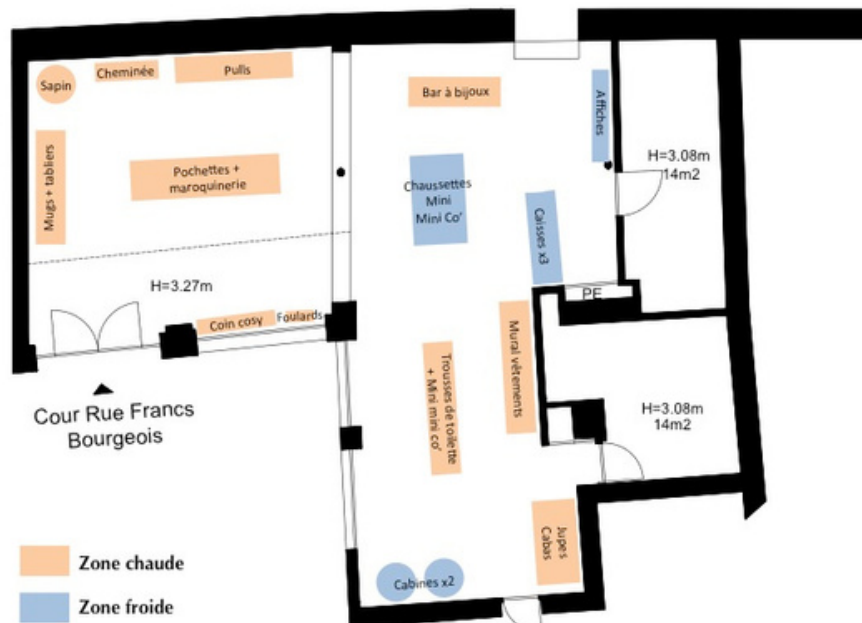 Sapin
Cheminée
Pulls
Mugs + tabliers
Pochettes +
maroquinerie
H=3.27m
Coin cosy
Foulards
Cour Rue Francs
Bourgeois
Bar à bijoux
Affiches
Chaussettes
Mini
Mini Co'
Caisses x3
H=3.08m
14m2
PE
Mural vêtements
Trousses de toilette
+ Mini mini co'
H=3.08m
14m2
Jupes
Cabas
Cabines x2
Zone chaude
Zone froide